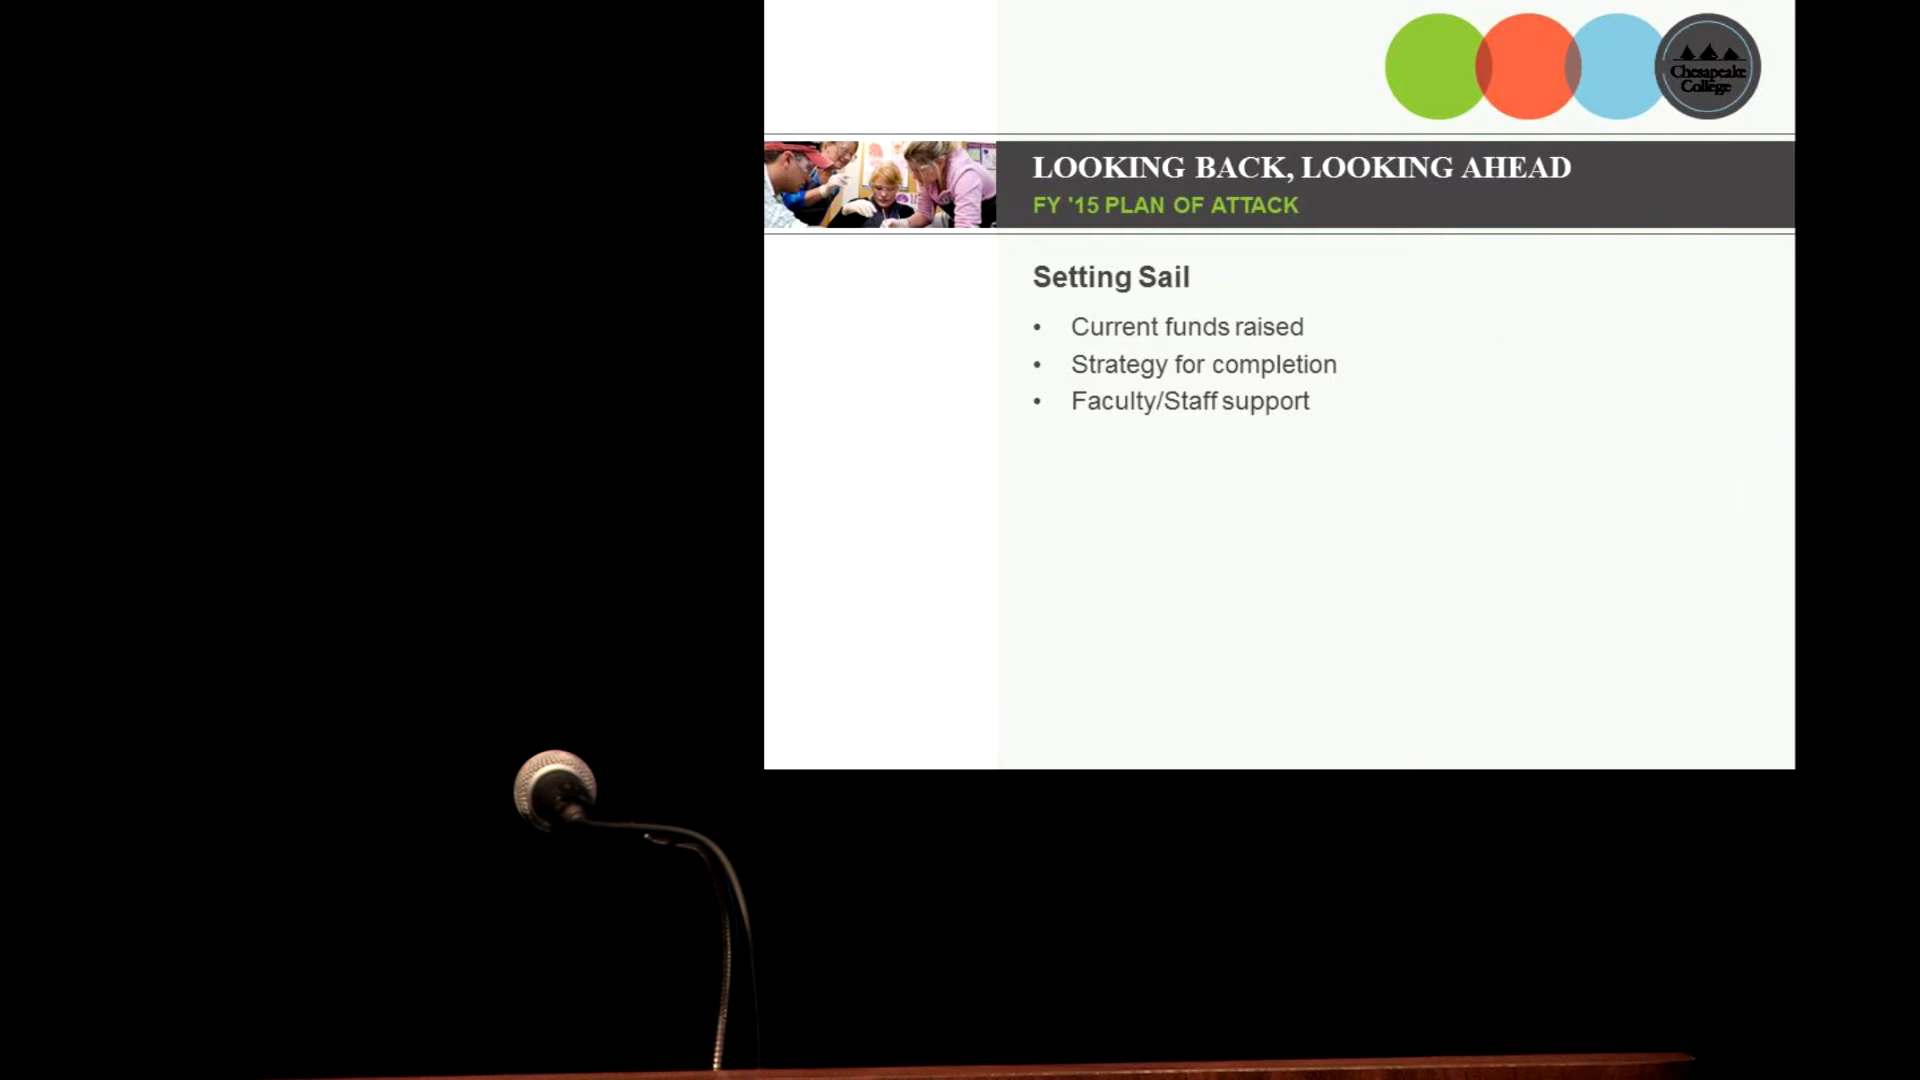 Chesapeake
College
LOOKING BACK, LOOKING AHEAD
FY '15 PLAN OF ATTACK
Setting Sail
• Current funds raised
• Strategy for completion
• Faculty/Staff support